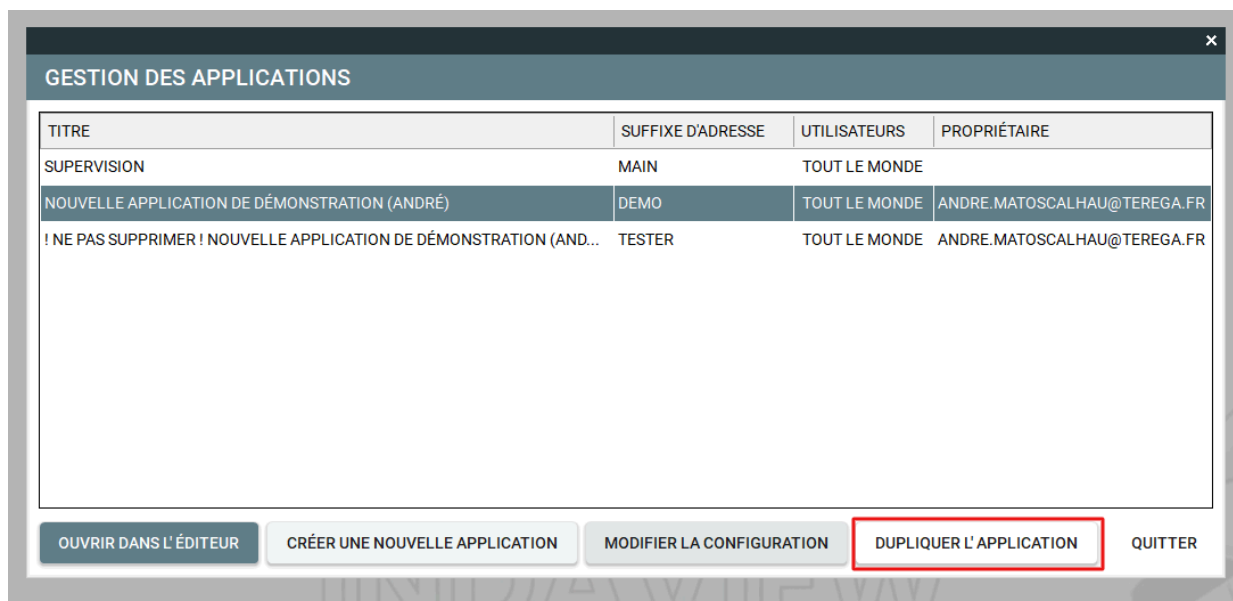 ×
GESTION DES APPLICATIONS
TITRE SUFFIXE D'ADRESSE UTILISATEURS PROPRIÉTAIRE
SUPERVISION MAIN TOUT LE MONDE
NOUVELLE APPLICATION DE DÉMONSTRATION (ANDRÉ) DEMO TOUT LE MONDE ANDRE.MATOSCALHAU@TEREGA.FR
! NE PAS SUPPRIMER ! NOUVELLE APPLICATION DE DÉMONSTRATION (AND... TESTER TOUT LE MONDE ANDRE.MATOSCALHAU@TEREGA.FR
OUVRIR DANS L'ÉDITEUR CRÉER UNE NOUVELLE APPLICATION MODIFIER LA CONFIGURATION DUPLIQUER L'APPLICATION QUITTER
INDAVIEW